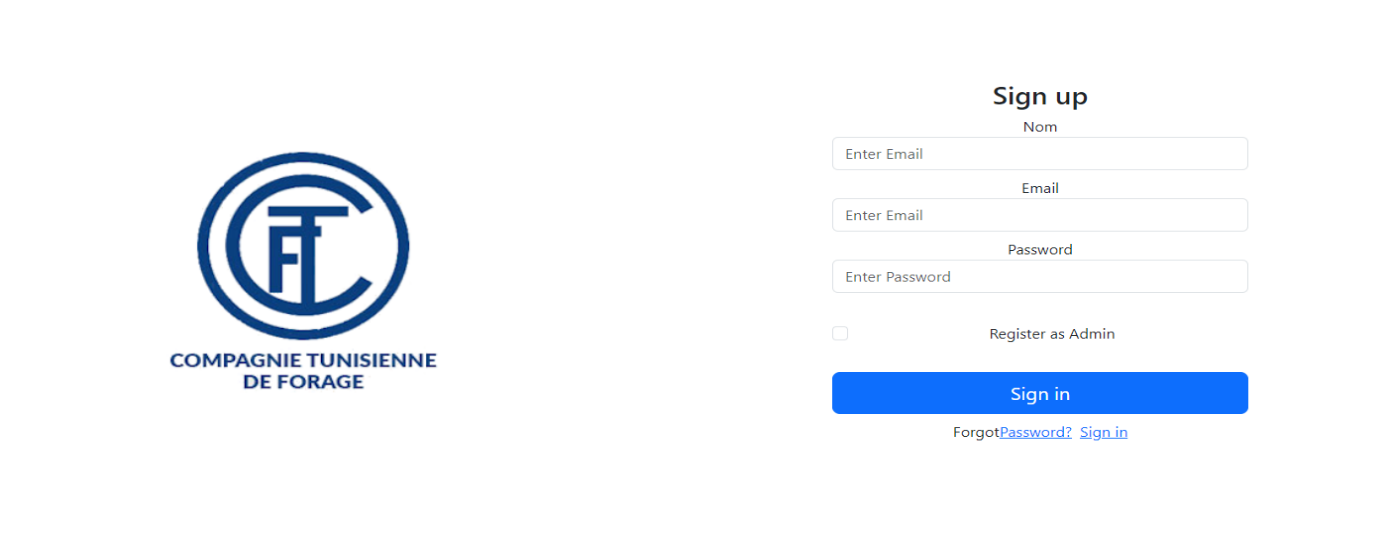 CFT
COMPAGNIE TUNISIENNE
DE FORAGE
Sign up
Nom
Enter Email
Email
Enter Email
Password
Enter Password
Register as Admin
Sign in
ForgotPassword? Sign in